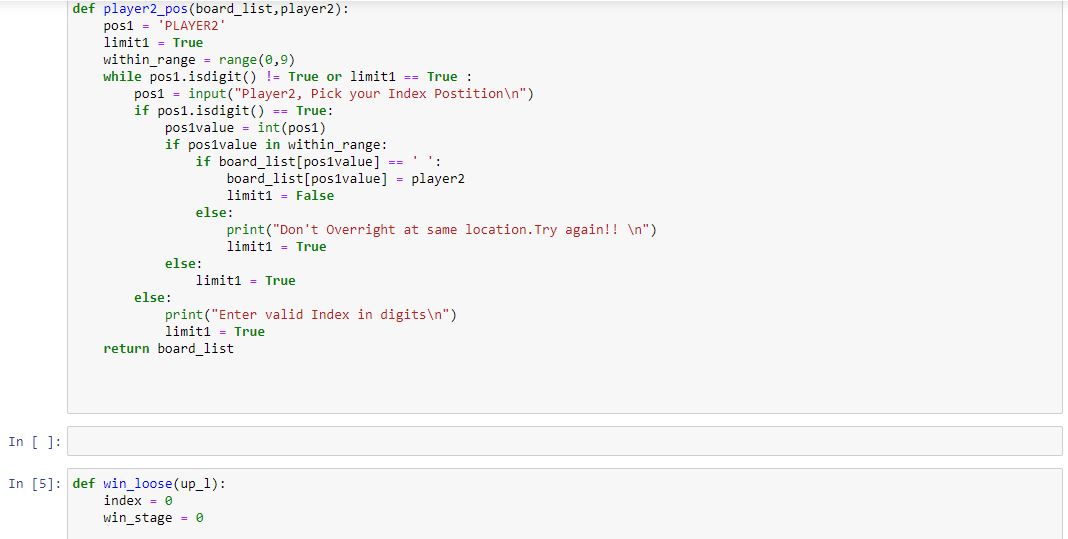 def player2_pos(board_list,player2):
    pos1 = 'PLAYER2'
    limit1 = True
    within_range = range(0,9)
    while pos1.isdigit() != True or limit1 == True :
        pos1 = input("Player2, Pick your Index Postition\n")
        if pos1.isdigit() == True:
            pos1value = int(pos1)
            if pos1value in within_range:
                if board_list[pos1value] == ' ':
                    board_list[pos1value] = player2
                    limit1 = False
                else:
                    print("Don't Overright at same location.Try again!! \n")
                    limit1 = True
            else:
                limit1 = True
        else:
            print("Enter valid Index in digits\n")
            limit1 = True
    return board_list
In [ ]:
In [5]: def win_loose(up_l):
    index = 0
    win_stage = 0